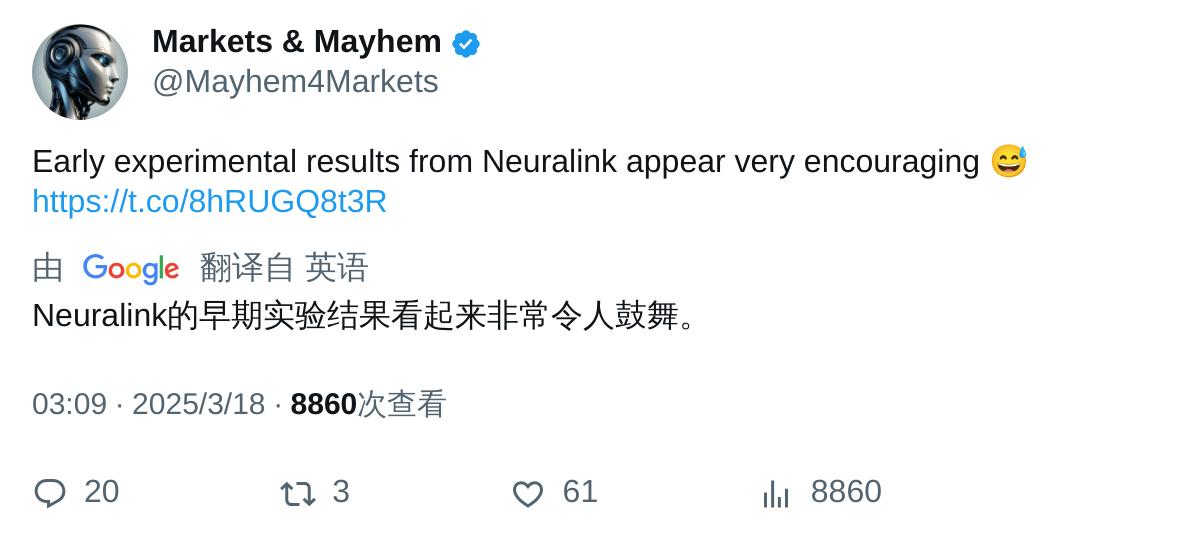 Markets & Mayhem
@Mayhem4Markets
Early experimental results from Neuralink appear very encouraging 😅
https://t.co/8hRUGQ8t3R
由 Google 翻译自 英语
Neuralink的早期实验结果看起来非常令人鼓舞。
03:09 · 2025/3/18 · 8860次查看
20 3 61 8860